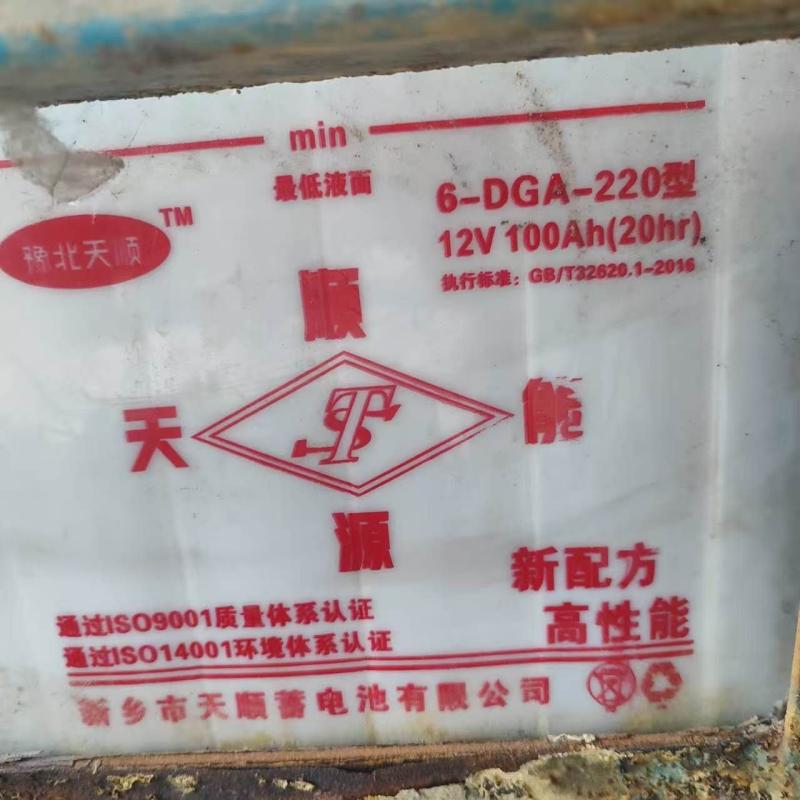 min
最低液面
6-DGA-220型
12V 100Ah(20hr)
执行标准：GB/T32620.1-2016
豫北天顺 TM
顺
天 TS 能
源
新配方
高性能
通过ISO9001质量体系认证
通过ISO14001环境体系认证
新乡市天顺蓄电池有限公司